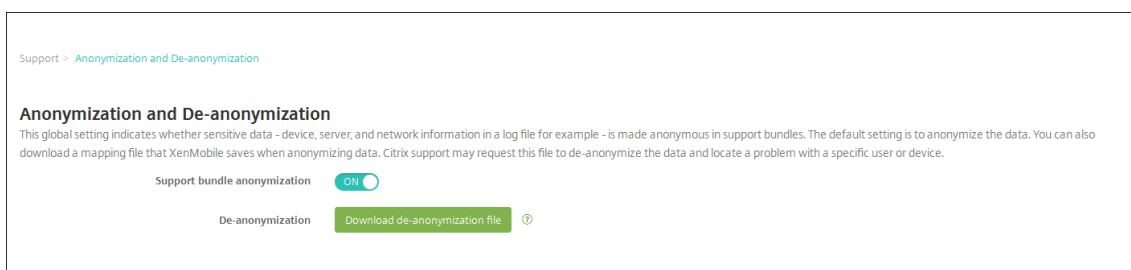 Support > Anonymization and De-anonymization
Anonymization and De-anonymization
This global setting indicates whether sensitive data - device, server, and network information in a log file for example - is made anonymous in support bundles. The default setting is to anonymize the data. You can also
download a mapping file that XenMobile saves when anonymizing data. Citrix support may request this file to de-anonymize the data and locate a problem with a specific user or device.
Support bundle anonymization ON
De-anonymization Download de-anonymization file ?